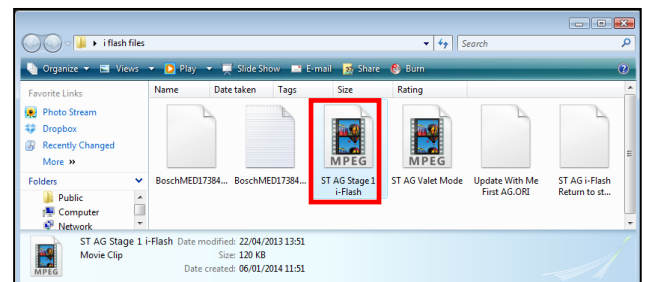 i flash files
Search
Organize Views Play Slide Show E-mail Share Burn
Favorite Links
Name Date taken Tags Size Rating
Photo Stream
Dropbox
Recently Changed
More »
Folders
Public
Computer
Network
MPEG MPEG
BoschMED17384... BoschMED17384... ST AG Stage 1 ST AG Valet Mode Update With Me ST AG i-Flash
i-Flash First AG.ORI Return to st...
ST AG Stage 1 i-Flash Date modified: 22/04/2013 13:51
Movie Clip Size: 120 KB
Date created: 06/01/2014 11:51
MPEG